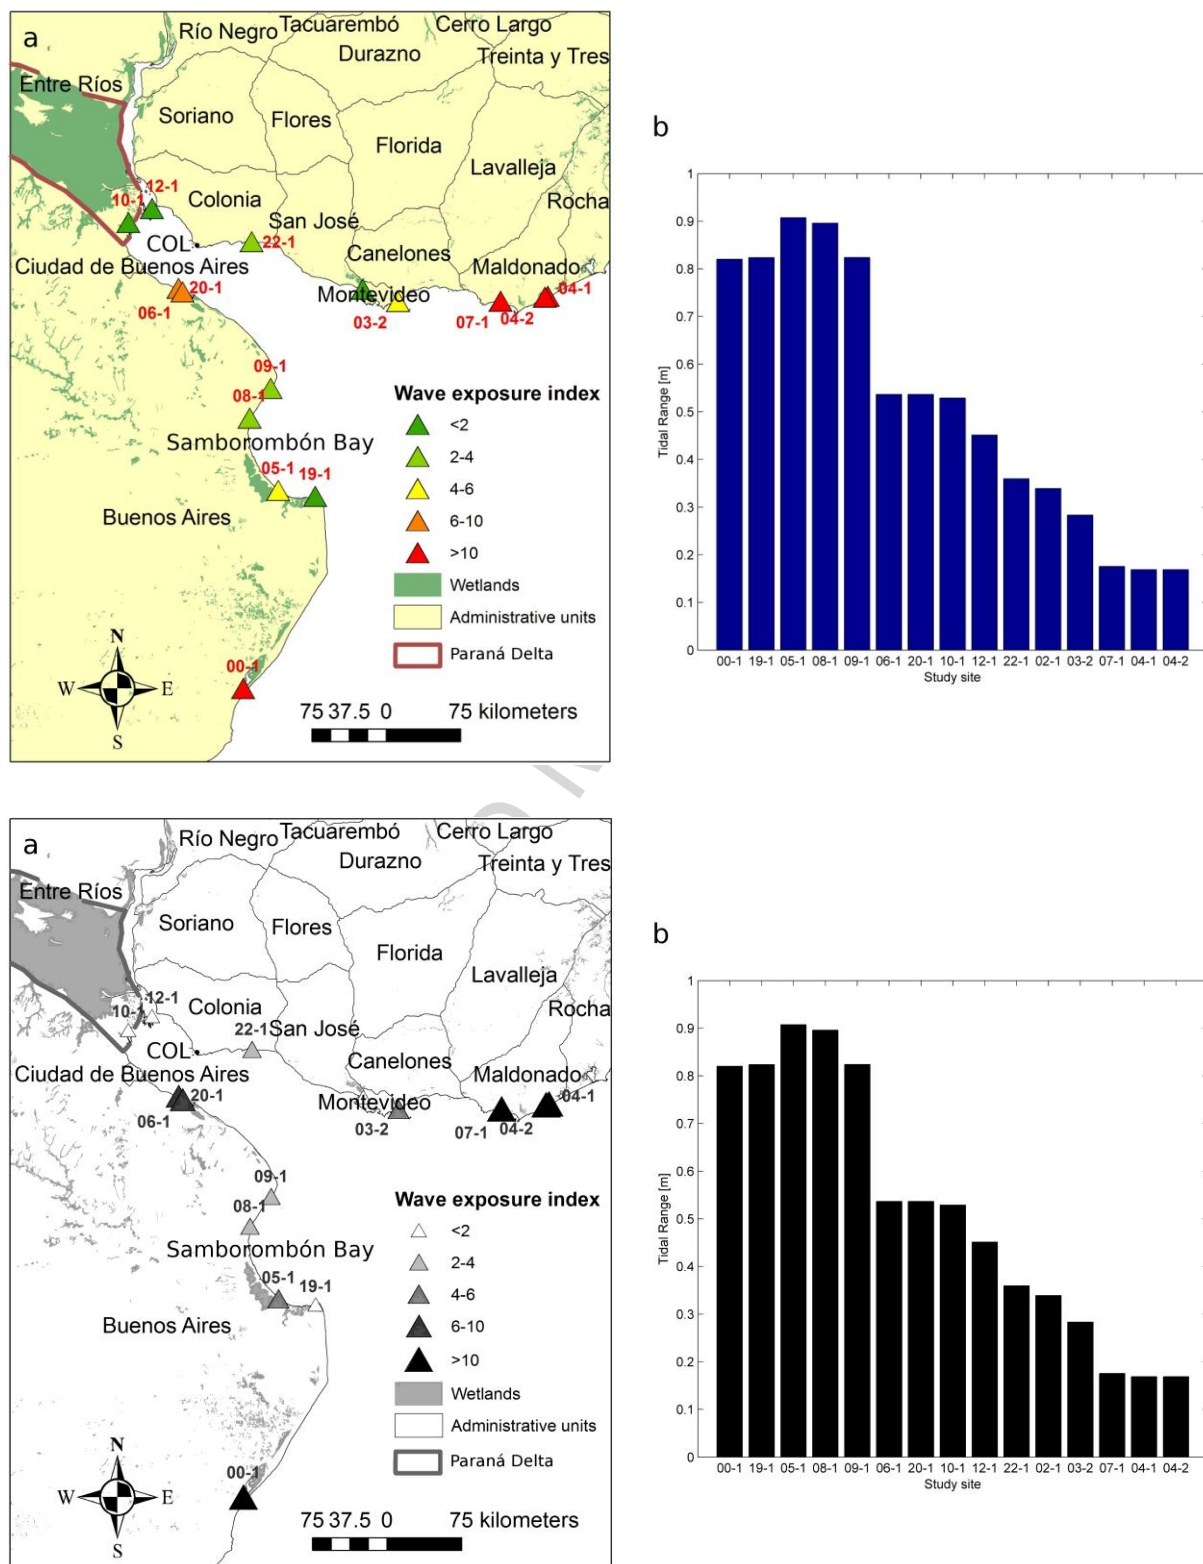 a
Río Negro
Tacuarembó
Cerro Largo
Durazno
Treinta y Tres
Entre Ríos
Soriano
Flores
Florida
Lavalleja
Rocha
12-1
10-1
Colonia
San José
COL.
22-1
Canelones
Maldonado
Ciudad de Buenos Aires
20-1
06-1
Montevideo
03-2
07-1
04-2
04-1
09-1
08-1
Samborombón Bay
05-1
19-1
Buenos Aires
00-1
Wave exposure index
<2
2-4
4-6
6-10
>10
Wetlands
Administrative units
Paraná Delta
N
W E
S
75 37.5 0 75 kilometers
b
Tidal Range [m]
1
0.9
0.8
0.7
0.6
0.5
0.4
0.3
0.2
0.1
0
00-1 19-1 05-1 08-1 09-1 06-1 20-1 10-1 12-1 22-1 02-1 03-2 07-1 04-1 04-2
Study site
a
Río Negro
Tacuarembó
Cerro Largo
Durazno
Treinta y Tres
Entre Ríos
Soriano
Flores
Florida
Lavalleja
Rocha
12-1
10-1
Colonia
22-1
San José
COL.
Canelones
Maldonado
Ciudad de Buenos Aires
20-1
06-1
Montevideo
03-2
07-1
04-2
04-1
09-1
08-1
Samborombón Bay
05-1
19-1
Buenos Aires
00-1
Wave exposure index
<2
2-4
4-6
6-10
>10
Wetlands
Administrative units
Paraná Delta
N
W E
S
75 37.5 0 75 kilometers
b
Tidal Range [m]
1
0.9
0.8
0.7
0.6
0.5
0.4
0.3
0.2
0.1
0
00-1 19-1 05-1 08-1 09-1 06-1 20-1 10-1 12-1 22-1 02-1 03-2 07-1 04-1 04-2
Study site